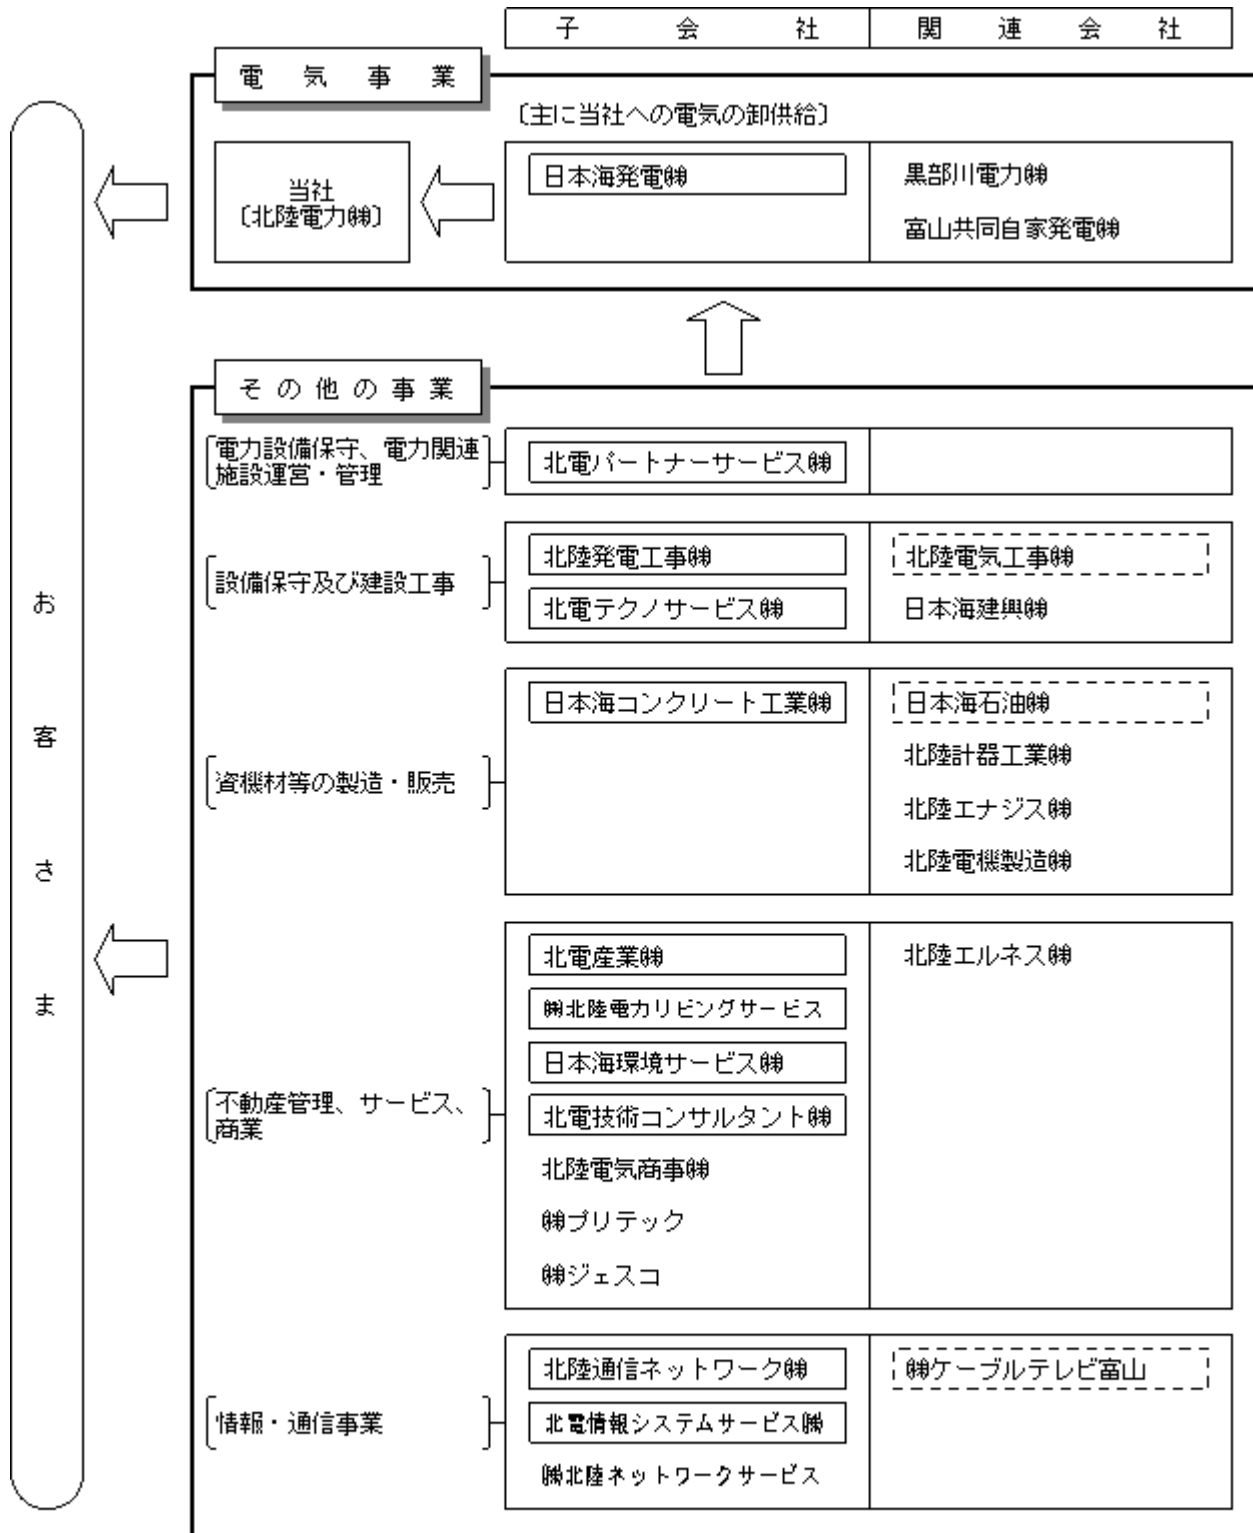 子会社 関連会社
電気事業
〔主に当社への電気の卸供給〕
当社
〔北陸電力㈱〕
日本海発電㈱
黒部川電力㈱
富山共同自家発電㈱
その他の事業
電力設備保守、電力関連
施設運営・管理
北電パートナーサービス㈱
設備保守及び建設工事
北陸発電工事㈱
北陸電気工事㈱
北電テクノサービス㈱
日本海建興㈱
資機材等の製造・販売
日本海コンクリート工業㈱
日本海石油㈱
北陸計器工業㈱
北陸エナジス㈱
北陸電機製造㈱
不動産管理、サービス、
商業
北電産業㈱
北陸エルネス㈱
㈱北陸電力リビングサービス
日本海環境サービス㈱
北電技術コンサルタント㈱
北陸電気商事㈱
㈱プリテック
㈱ジェスコ
情報・通信事業
北陸通信ネットワーク㈱
㈱ケーブルテレビ富山
北電情報システムサービス㈱
㈱北陸ネットワークサービス
お客さま